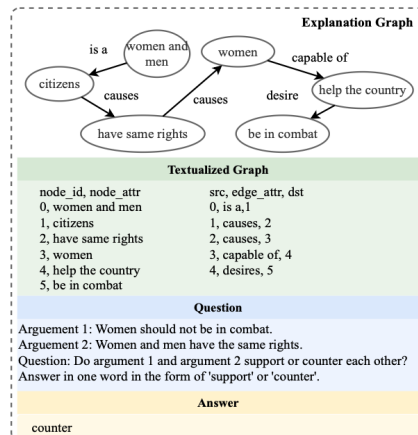 Explanation Graph
is a
women and
men
women
capable of
citizens
causes
causes
desire
help the country
have same rights
be in combat
Textualized Graph
node_id, node_attr
0, women and men
1, citizens
2, have same rights
3, women
4, help the country
5, be in combat
src, edge_attr, dst
0, is a,1
1, causes, 2
2, causes, 3
3, capable of, 4
4, desires, 5
Question
Arguement 1: Women should not be in combat.
Arguement 2: Women and men have the same rights.
Question: Do argument 1 and argument 2 support or counter each other?
Answer in one word in the form of 'support' or 'counter'.
Answer
counter